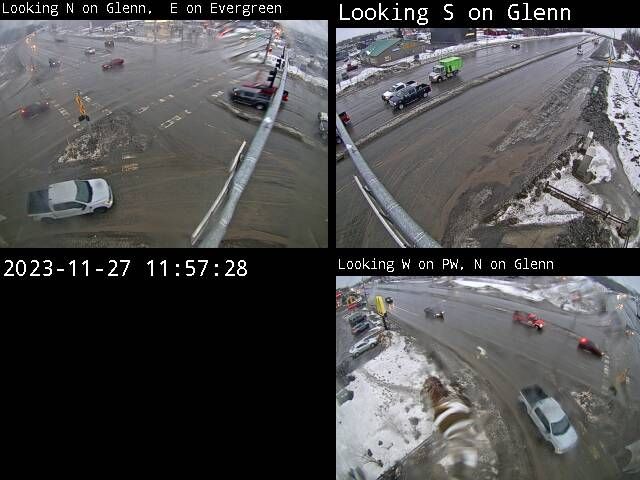 Looking N on Glenn,  E on Evergreen
Looking S on Glenn
2023-11-27 11:57:28
Looking W on PW, N on Glenn